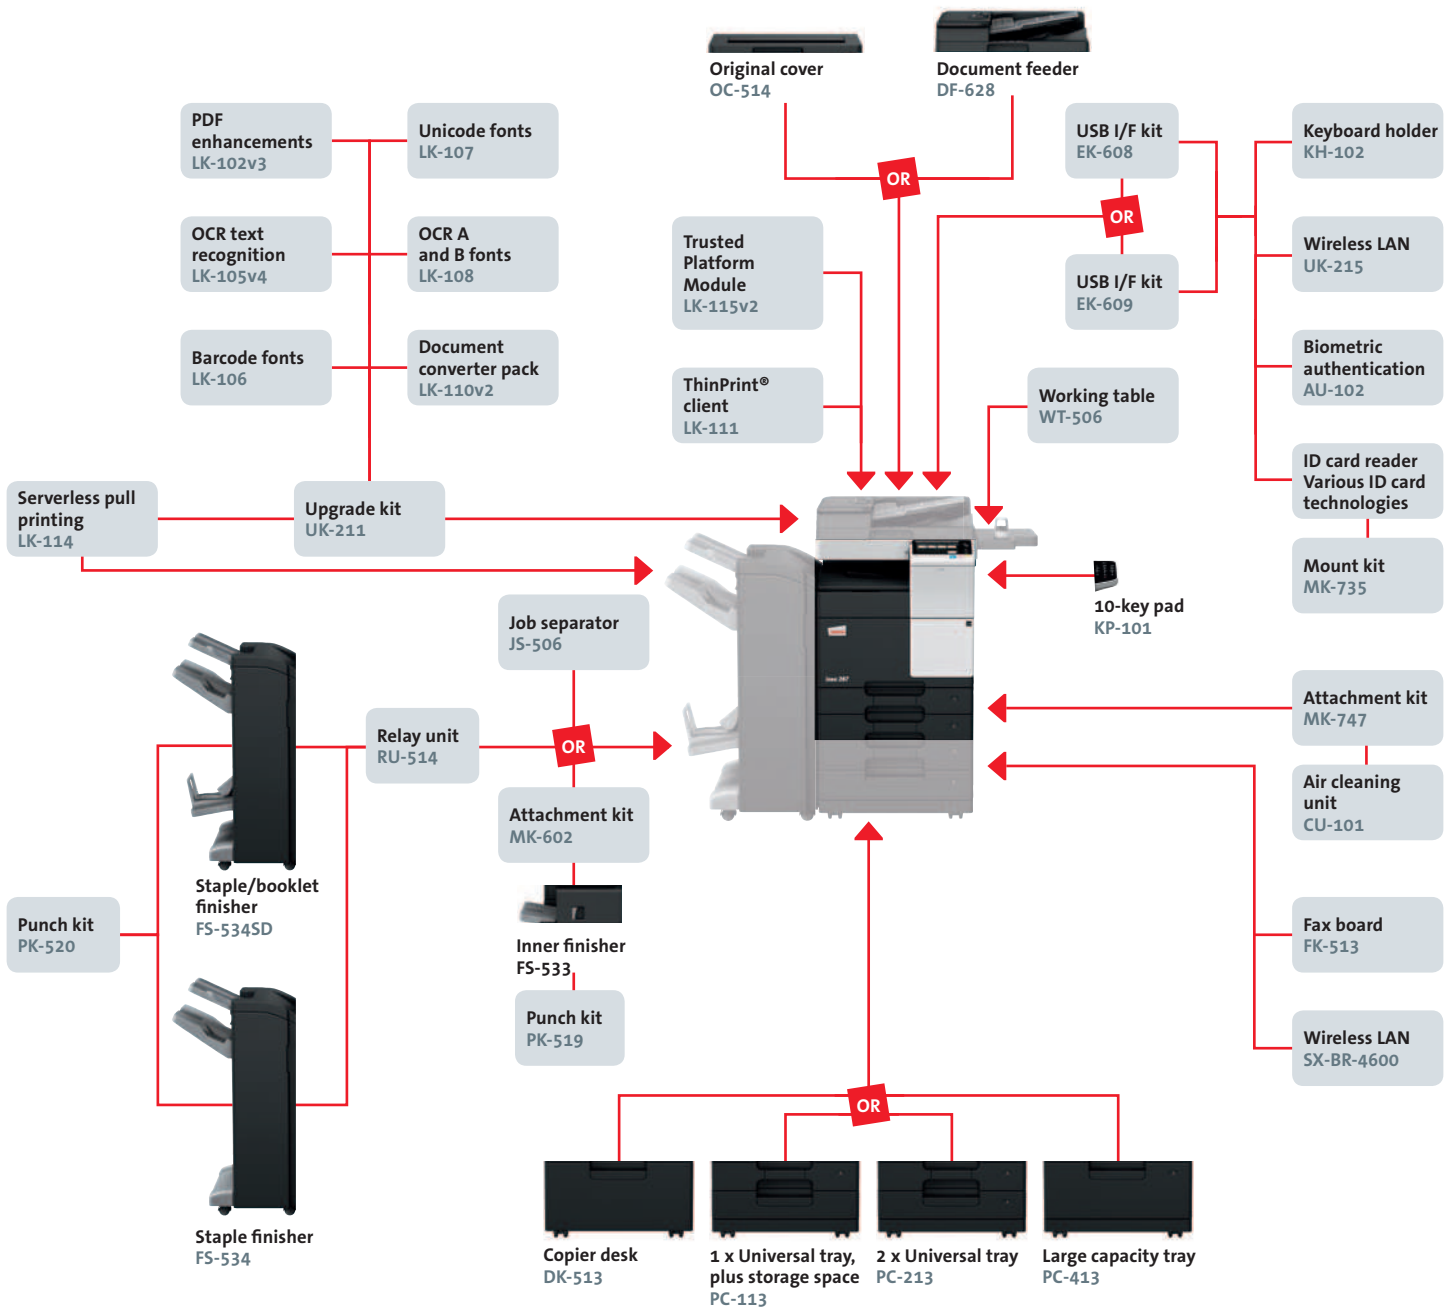 Original cover
OC-514
Document feeder
DF-628
PDF
enhancements
LK-102v3
Unicode fonts
LK-107
USB I/F kit
EK-608
Keyboard holder
KH-102
OR
OR
OCR text
recognition
LK-105v4
OCR A
and B fonts
LK-108
Trusted
Platform
Module
LK-115v2
USB I/F kit
EK-609
Wireless LAN
UK-215
Barcode fonts
LK-106
Document
converter pack
LK-110v2
ThinPrint®
client
LK-111
Working table
WT-506
Biometric
authentication
AU-102
ID card reader
Various ID card
technologies
Serverless pull
printing
LK-114
Upgrade kit
UK-211
Mount kit
MK-735
10-key pad
KP-101
Job separator
JS-506
Relay unit
RU-514
OR
Attachment kit
MK-747
Attachment kit
MK-602
Air cleaning
unit
CU-101
Staple/booklet
finisher
FS-534SD
Punch kit
PK-520
Inner finisher
FS-533
Fax board
FK-513
Punch kit
PK-519
Wireless LAN
SX-BR-4600
OR
Staple finisher
FS-534
Copier desk
DK-513
1 x Universal tray,
plus storage space
PC-113
2 x Universal tray
PC-213
Large capacity tray
PC-413